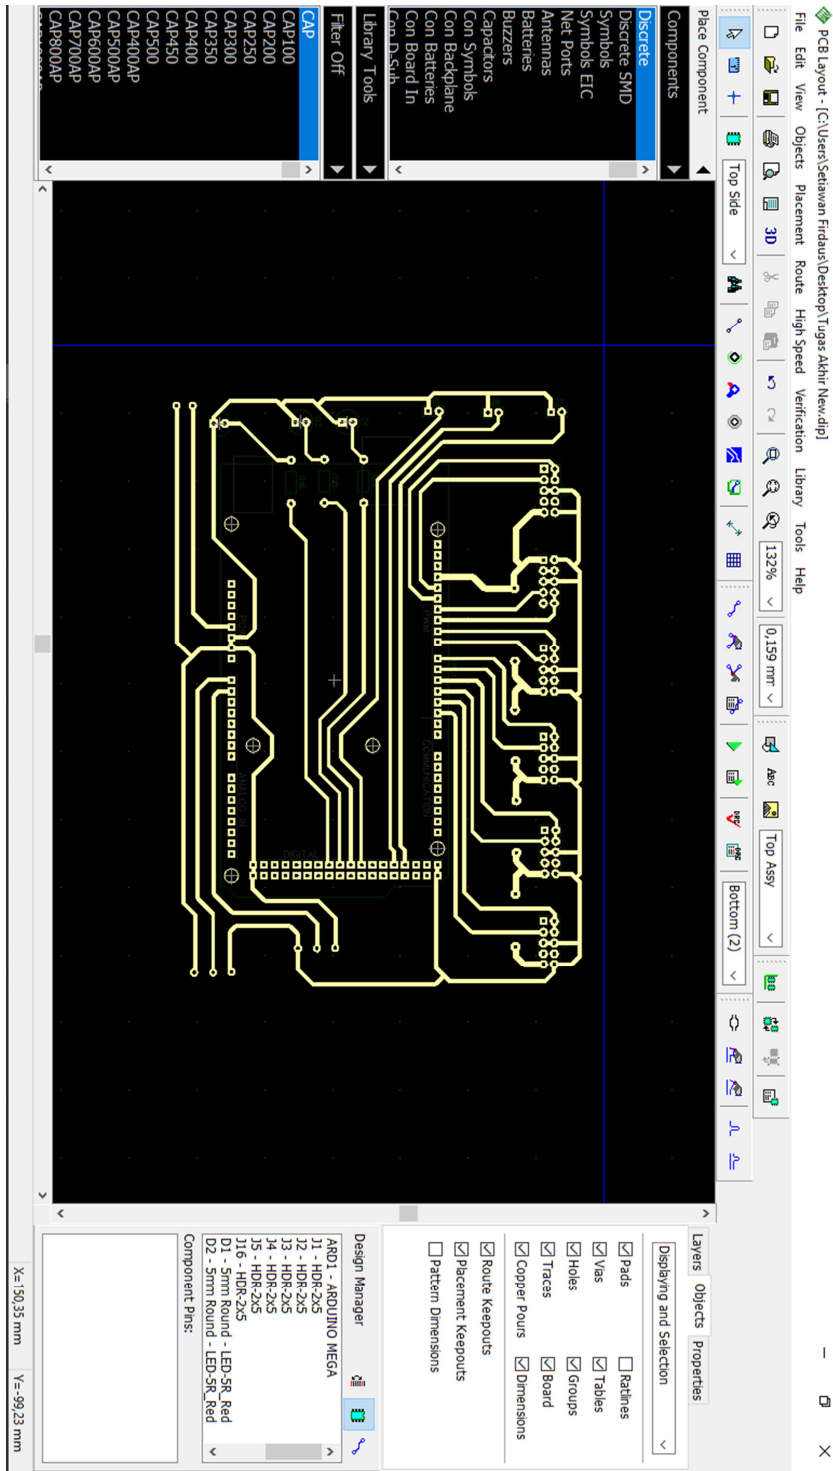 PCB Layout - [C:\Users\Setiawan Firdaus\Desktop\Tugas Akhir New.dip]
File Edit View Objects Placement Route High Speed Verification Library Tools Help
3D
132%
0,159 mm
ABC
Top Assy
Top Side
DRC
DRC
Bottom (2)
Place Component
Components
Discrete
Discrete SMD
Symbols
Symbols EIC
Net Ports
Antennas
Batteries
Buzzers
Capacitors
Con Symbols
Con Backplane
Con Batteries
Con Board In
Con D-Sub
Library Tools
Filter Off
CAP
CAP100
CAP200
CAP250
CAP300
CAP350
CAP400
CAP450
CAP500
CAP400AP
CAP500AP
CAP600AP
CAP700AP
CAP800AP
PWM
COMMUNICATION
ANALOG IN
DIGITAL
Layers Objects Properties
Displaying and Selection
Pads Ratlines
Vias Tables
Holes Groups
Traces Board
Copper Pours Dimensions
Route Keepouts
Placement Keepouts
Pattern Dimensions
Design Manager
ARD1 - ARDUINO MEGA
J1 - HDR-2x5
J2 - HDR-2x5
J3 - HDR-2x5
J4 - HDR-2x5
J5 - HDR-2x5
J16 - HDR-2x5
D1 - 5mm Round - LED-5R_Red
D2 - 5mm Round - LED-5R_Red
Component Pins:
X=150,35 mm Y=-99,23 mm